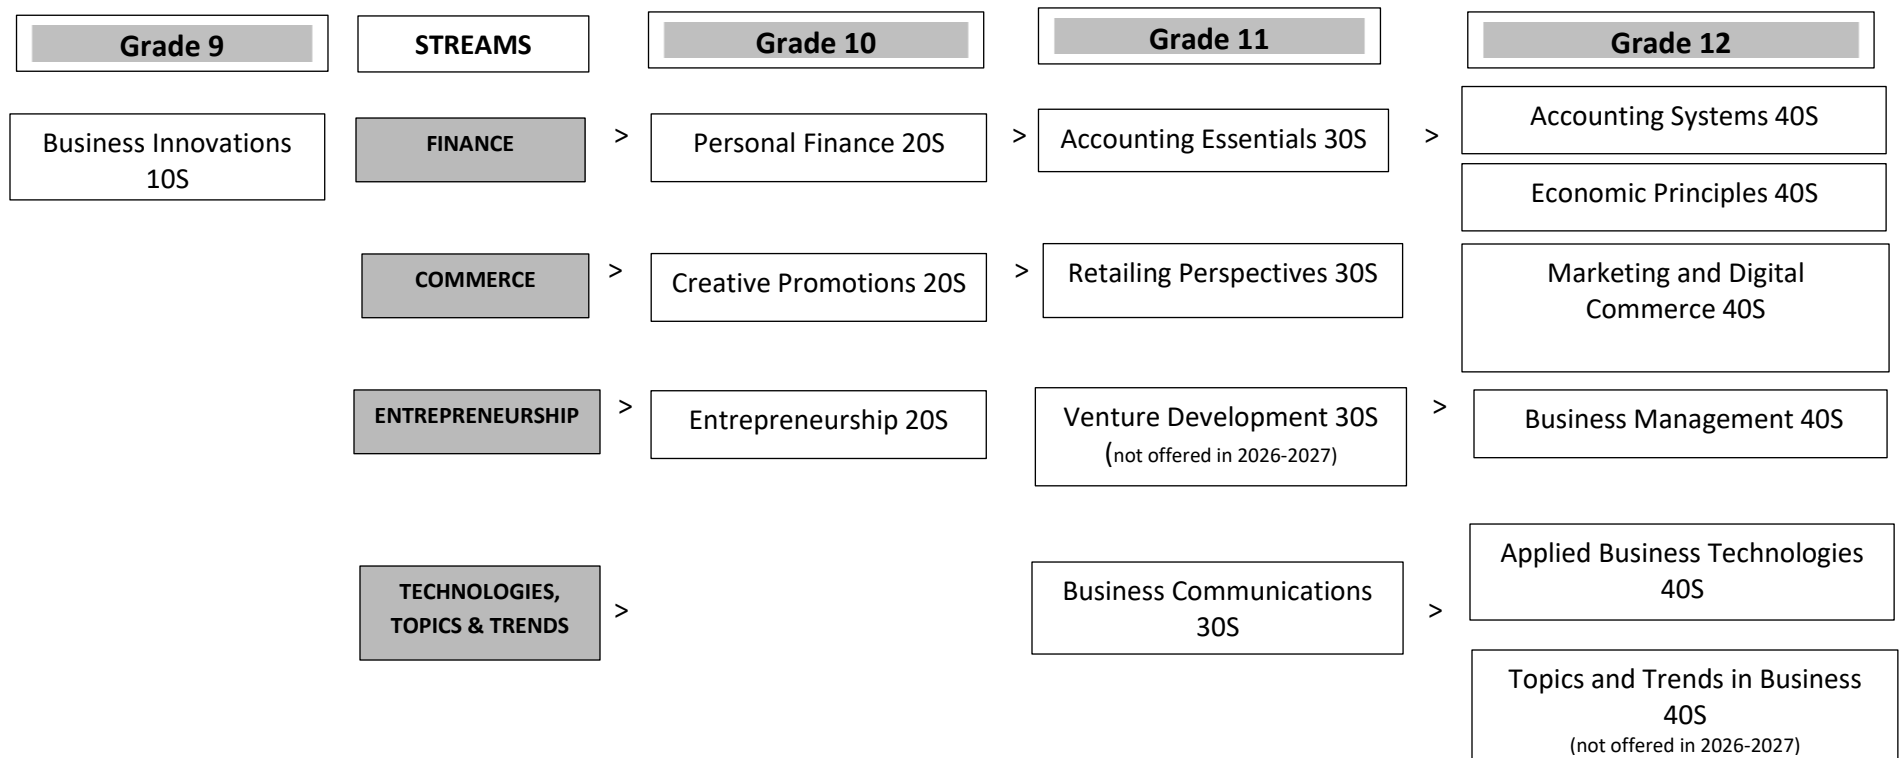 Grade 9
STREAMS
Grade 10
Grade 11
Grade 12
Business Innovations
10S
FINANCE
>
Personal Finance 20S
>
Accounting Essentials 30S
>
Accounting Systems 40S
Economic Principles 40S
COMMERCE
>
Creative Promotions 20S
>
Retailing Perspectives 30S
Marketing and Digital
Commerce 40S
ENTREPRENEURSHIP
>
Entrepreneurship 20S
Venture Development 30S
(not offered in 2026-2027)
>
Business Management 40S
TECHNOLOGIES,
TOPICS & TRENDS
>
Business Communications
30S
>
Applied Business Technologies
40S
Topics and Trends in Business
40S
(not offered in 2026-2027)